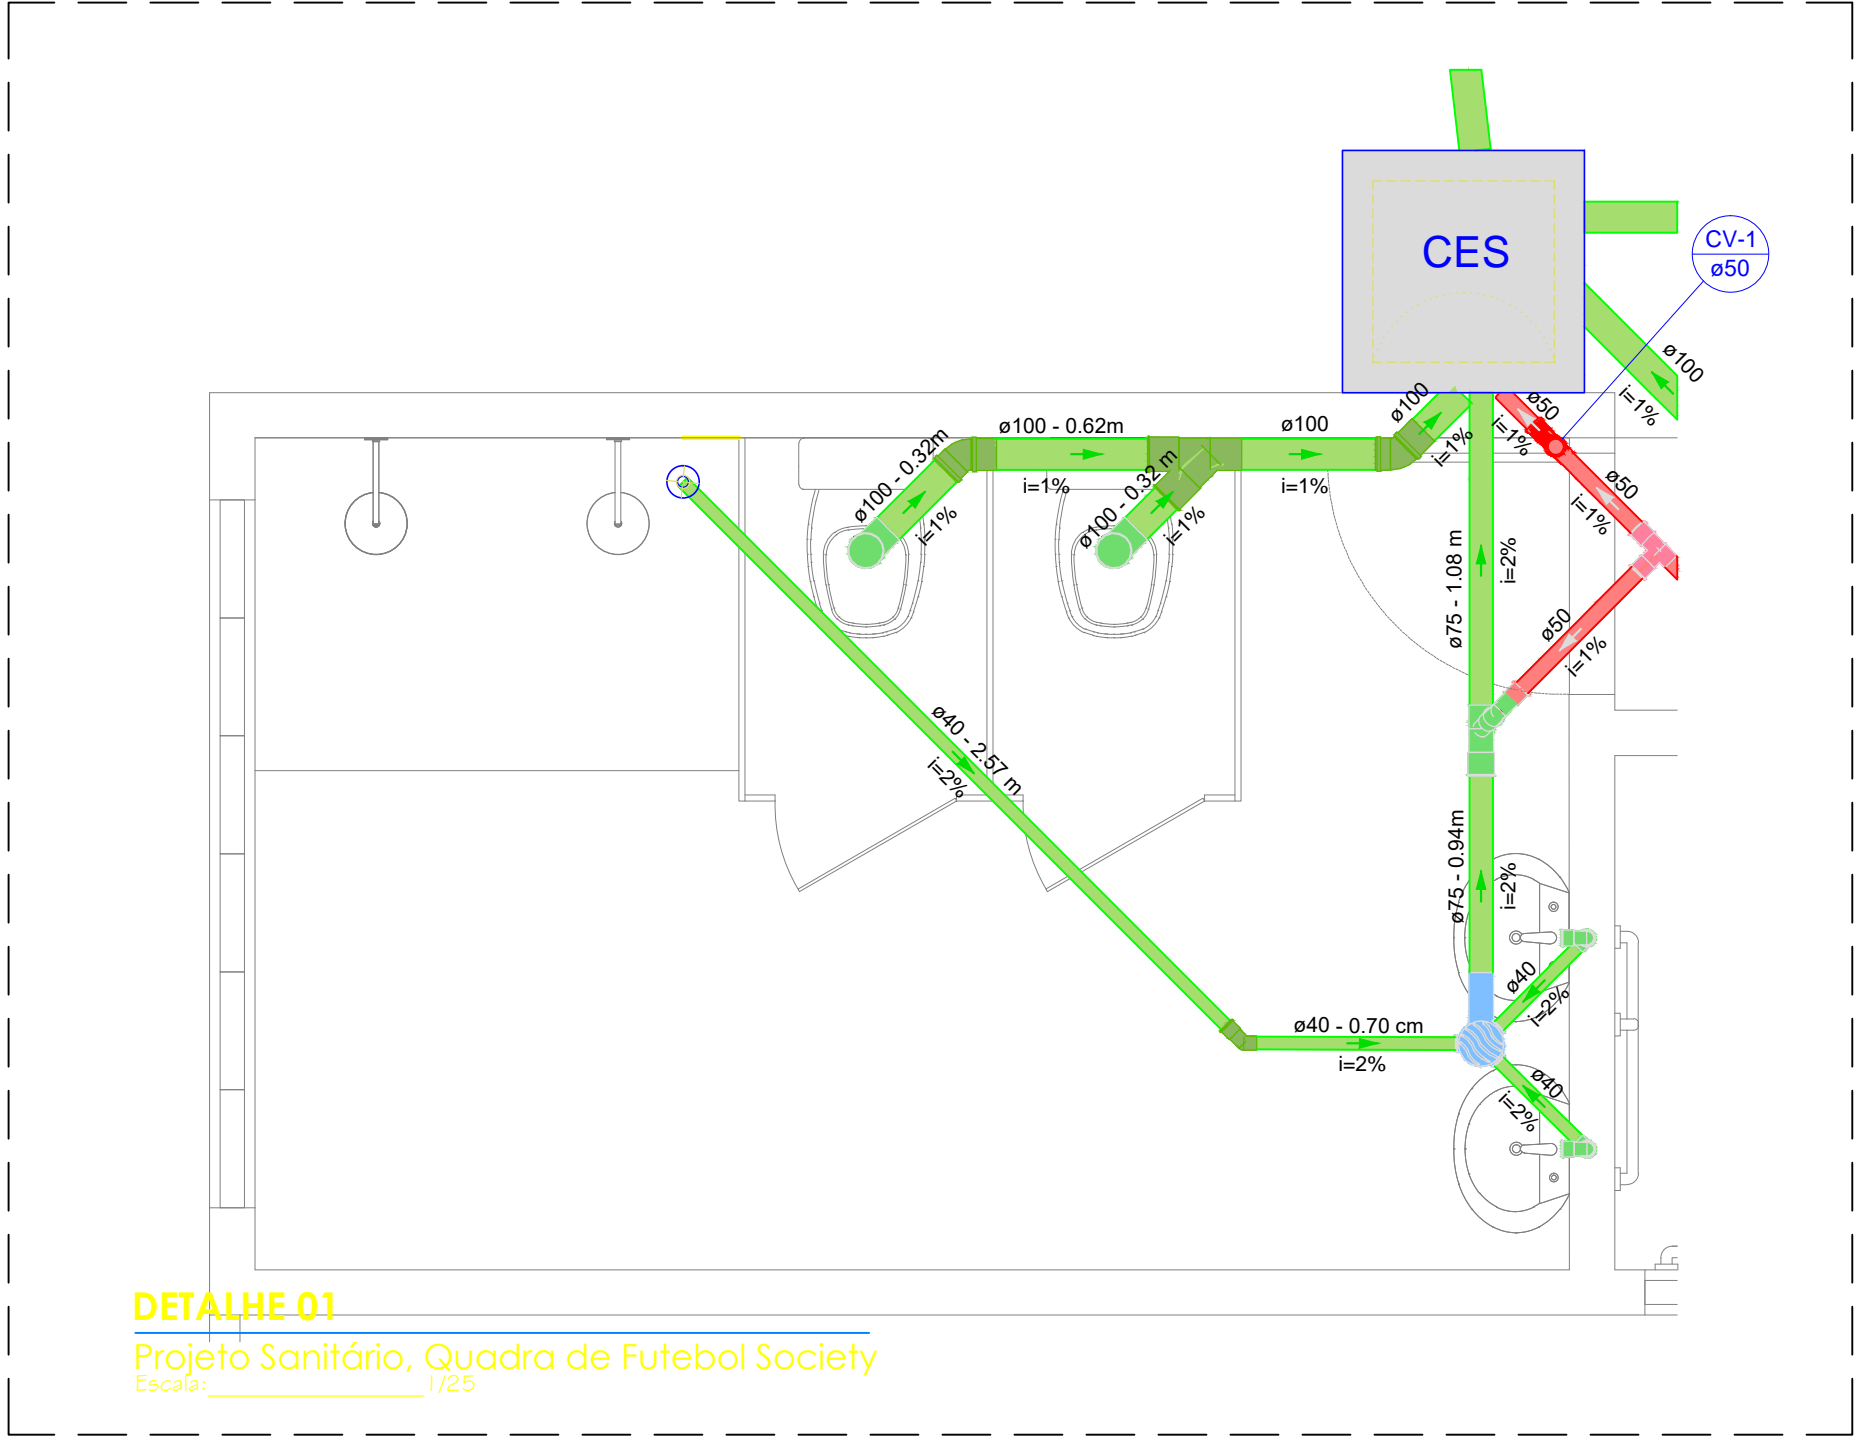 CES
CV-1
ø50
ø100
i=1%
ø100 - 0.32m
i=1%
ø100 - 0.62m
i=1%
ø100 - 0.32 m
i=1%
ø100
i=1%
ø100
i=1%
ø50
i=1%
ø50
i=1%
ø50
i=1%
ø75 - 1.08 m
i=2%
ø40 - 2.57 m
i=2%
ø75 - 0.94m
i=2%
ø40
i=2%
ø40 - 0.70 cm
i=2%
ø40
i=2%
DETALHE 01
Projeto Sanitário, Quadra de Futebol Society
Escala:__________________1/25